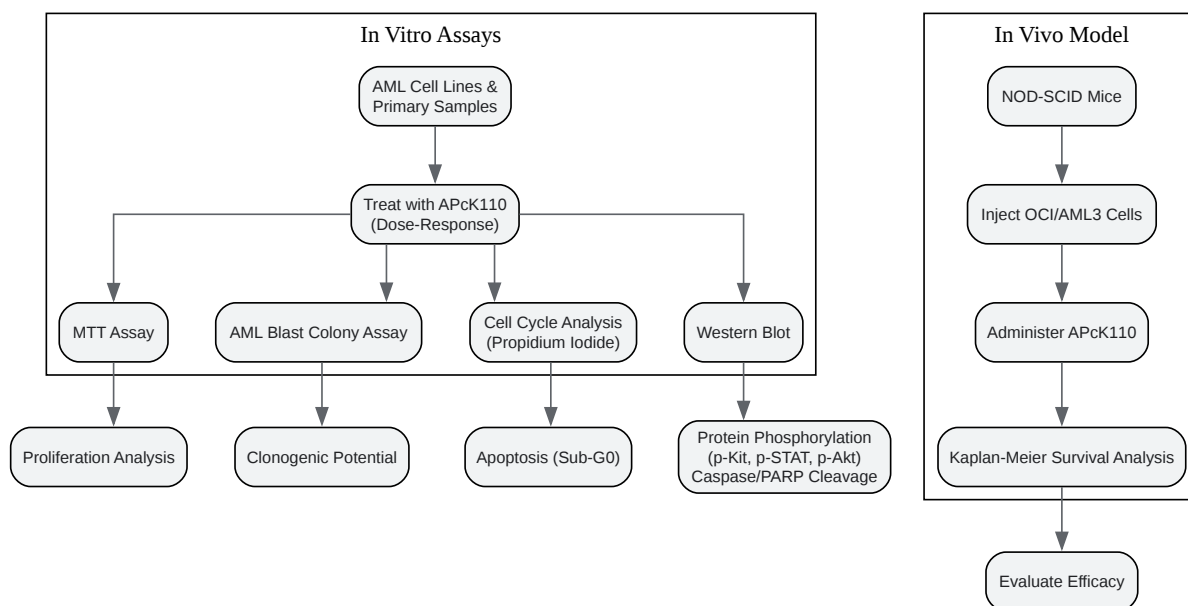 In Vitro Assays
AML Cell Lines &
Primary Samples
Treat with APcK110
(Dose-Response)
MTT Assay
AML Blast Colony Assay
Cell Cycle Analysis
(Propidium Iodide)
Western Blot
Proliferation Analysis
Clonogenic Potential
Apoptosis (Sub-G0)
Protein Phosphorylation
(p-Kit, p-STAT, p-Akt)
Caspase/PARP Cleavage
In Vivo Model
NOD-SCID Mice
Inject OCI/AML3 Cells
Administer APcK110
Kaplan-Meier Survival Analysis
Evaluate Efficacy